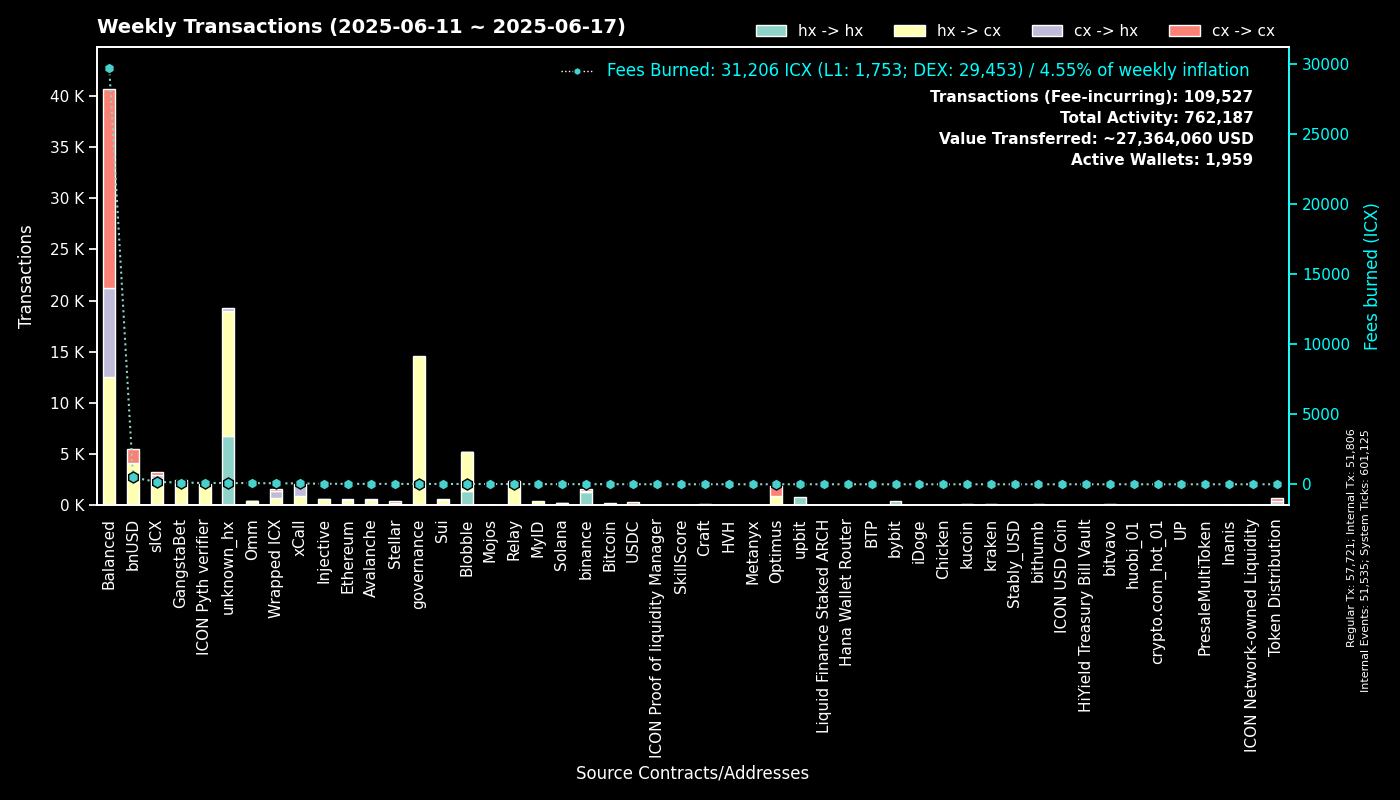 Weekly Transactions (2025-06-11 ~ 2025-06-17)
hx -> hx
hx -> cx
cx -> hx
cx -> cx
Fees Burned: 31,206 ICX (L1: 1,753; DEX: 29,453) / 4.55% of weekly inflation
Transactions (Fee-incurring): 109,527
Total Activity: 762,187
Value Transferred: ~27,364,060 USD
Active Wallets: 1,959
Transactions
40 K
35 K
30 K
25 K
20 K
15 K
10 K
5 K
0 K
30000
25000
20000
15000
10000
5000
0
Fees burned (ICX)
Regular Tx: 57,721; Internal Tx: 51,806
Internal Events: 51,535; System Ticks: 601,125
Balanced
bnUSD
sICX
GangstaBet
ICON Pyth verifier
unknown_hx
Omm
Wrapped ICX
xCall
Injective
Ethereum
Avalanche
Stellar
governance
Sui
Blobble
Mojos
Relay
MyID
Solana
binance
Bitcoin
USDC
ICON Proof of liquidity Manager
SkillScore
Craft
HVH
Metanyx
Optimus
upbit
Liquid Finance Staked ARCH
Hana Wallet Router
BTP
bybit
iDoge
Chicken
kucoin
kraken
Stably_USD
bithumb
ICON USD Coin
HiYield Treasury Bill Vault
bitvavo
huobi_01
crypto.com_hot_01
UP
PresaleMultiToken
Inanis
ICON Network-owned Liquidity
Token Distribution
Source Contracts/Addresses